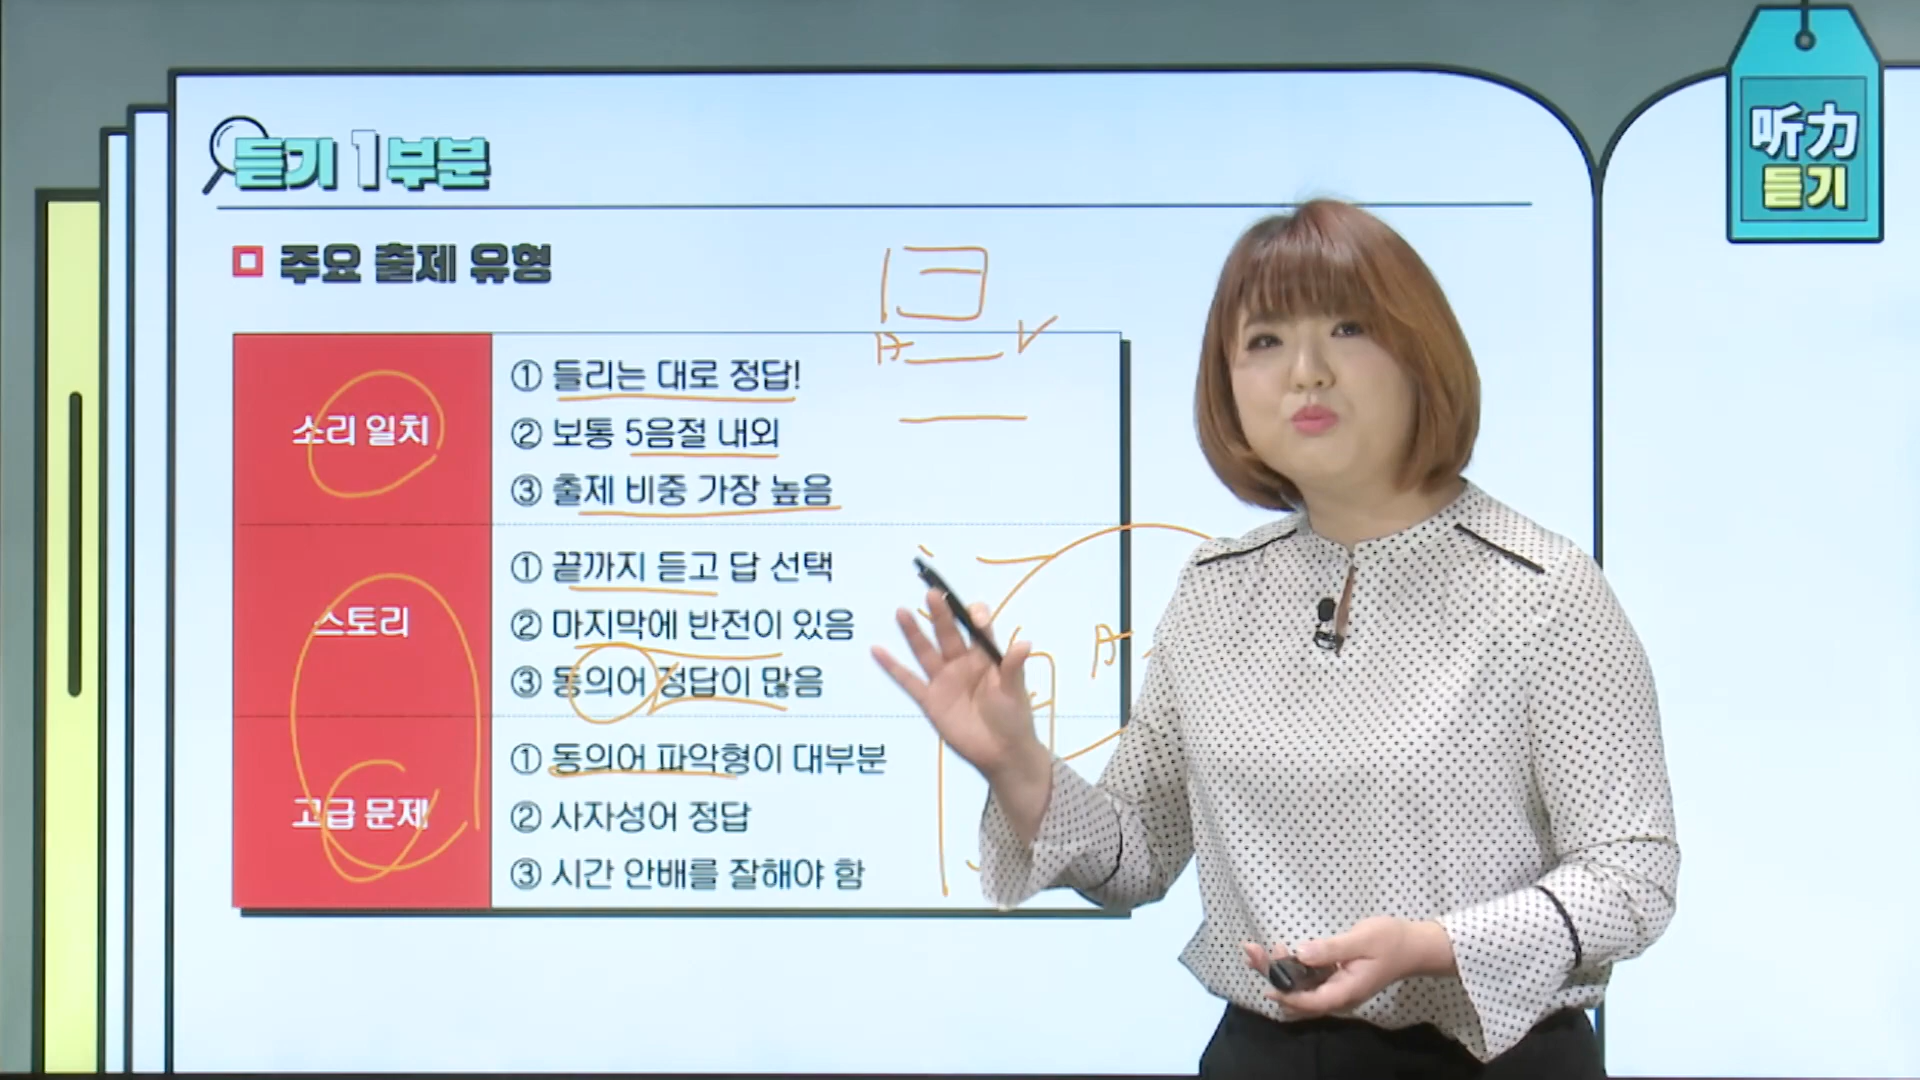 듣기 1 부분
听力
듣기
주요 출제 유형
소리 일치
① 들리는 대로 정답!
② 보통 5음절 내외
③ 출제 비중 가장 높음
스토리
① 끝까지 듣고 답 선택
② 마지막에 반전이 있음
③ 동의어 정답이 많음
고급 문제
① 동의어 파악형이 대부분
② 사자성어 정답
③ 시간 안배를 잘해야 함
A
A